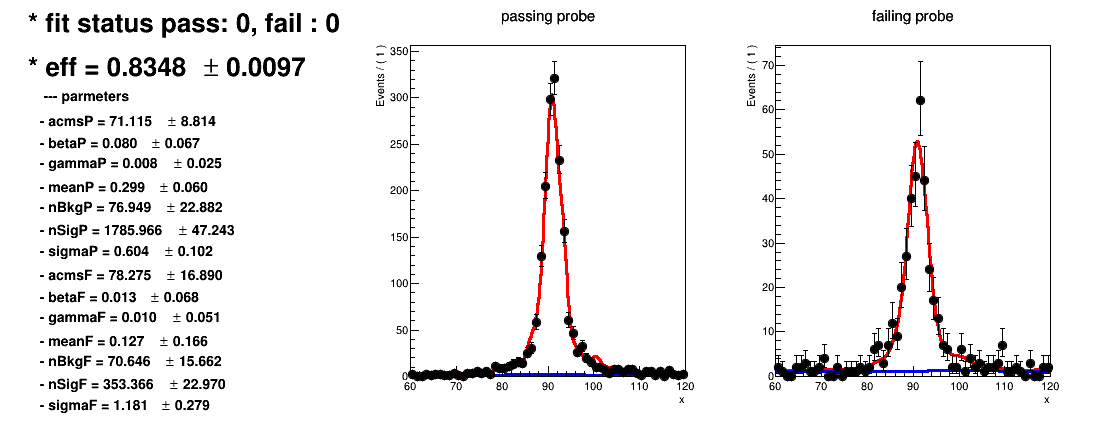 * fit status pass: 0, fail : 0
* eff = 0.8348 ± 0.0097
--- parmeters
- acmsP = 71.115 ± 8.814
- betaP = 0.080 ± 0.067
- gammaP = 0.008 ± 0.025
- meanP = 0.299 ± 0.060
- nBkgP = 76.949 ± 22.882
- nSigP = 1785.966 ± 47.243
- sigmaP = 0.604 ± 0.102
- acmsF = 78.275 ± 16.890
- betaF = 0.013 ± 0.068
- gammaF = 0.010 ± 0.051
- meanF = 0.127 ± 0.166
- nBkgF = 70.646 ± 15.662
- nSigF = 353.366 ± 22.970
- sigmaF = 1.181 ± 0.279
passing probe
Events / ( 1 )
350
300
250
200
150
100
50
0
60 70 80 90 100 110 120
x
failing probe
Events / ( 1 )
70
60
50
40
30
20
10
0
60 70 80 90 100 110 120
x